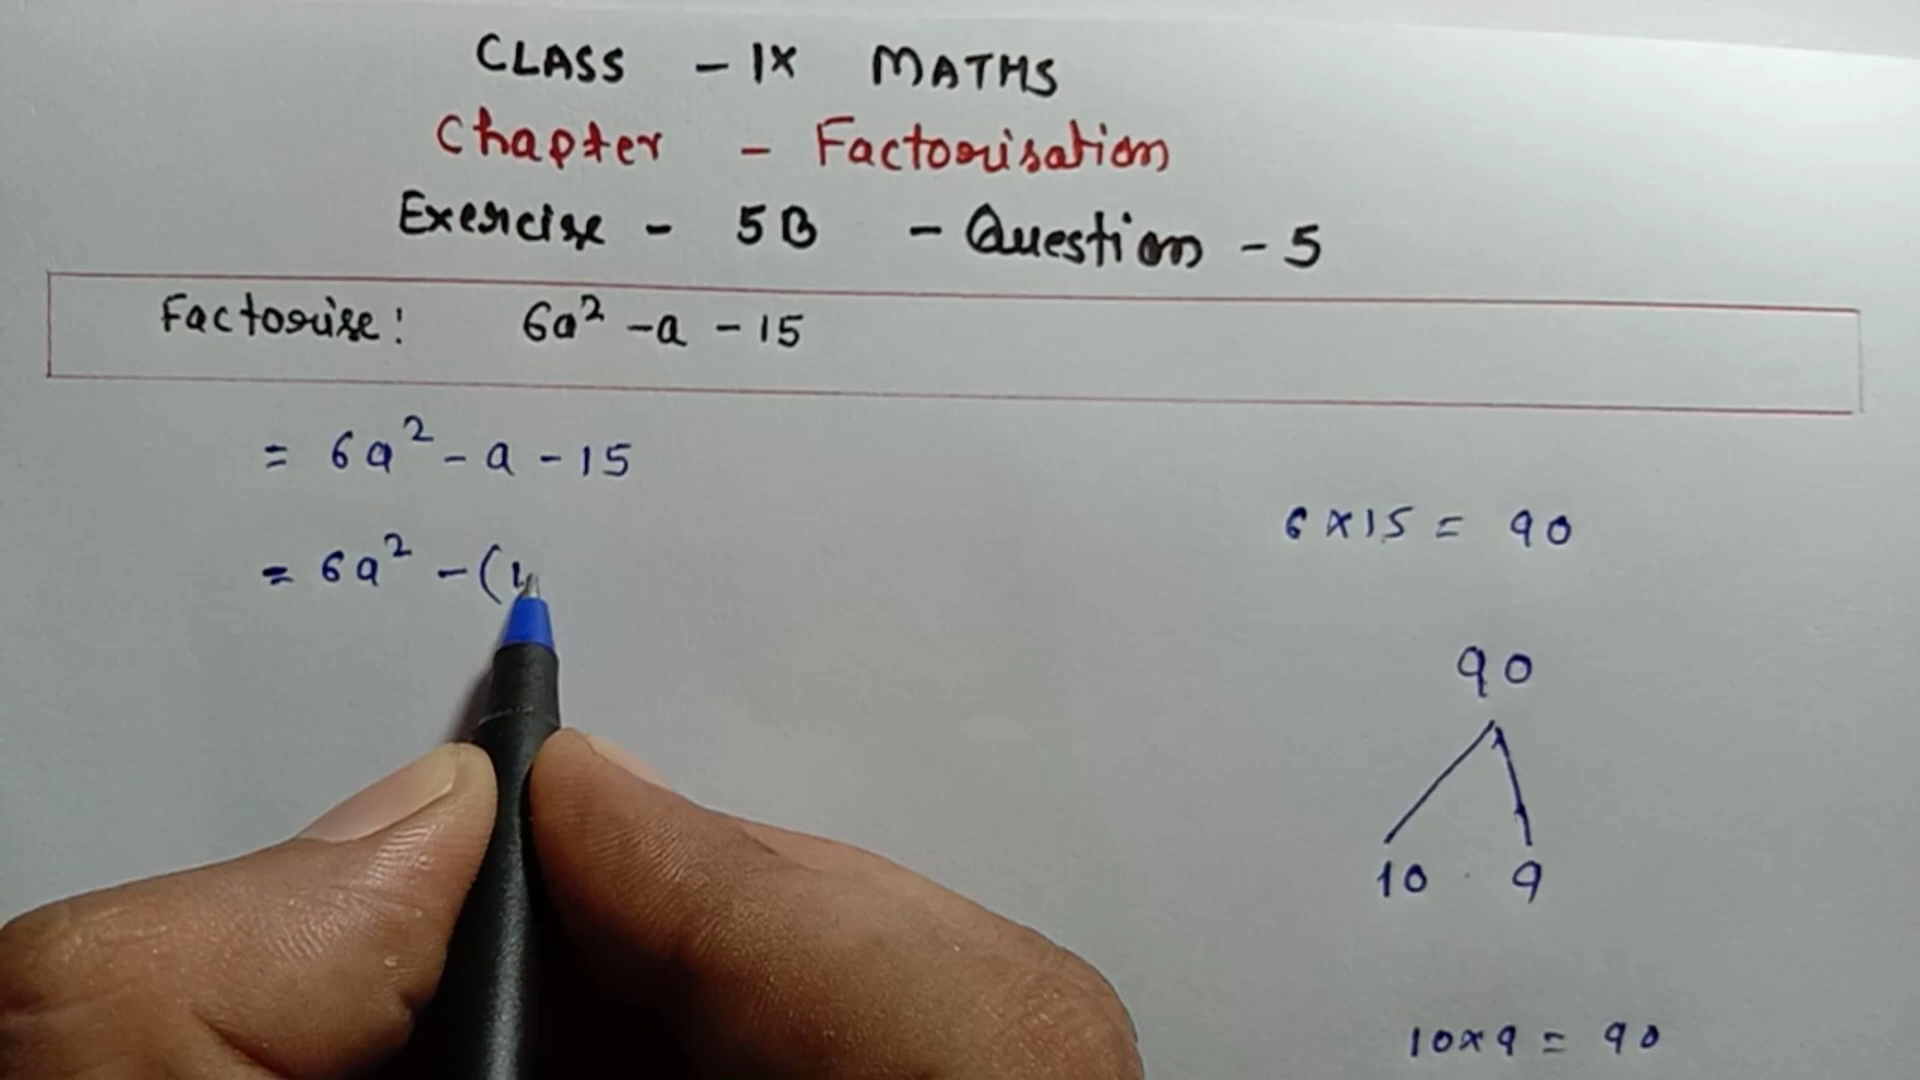 CLASS - IX MATHS
Chapter - Factorisation
Exercise - 5B - Question - 5
Factorise: 6a² - a - 15
= 6a² - a - 15
6 × 15 = 90
= 6a² - (1
90
10 9
10 × 9 = 90